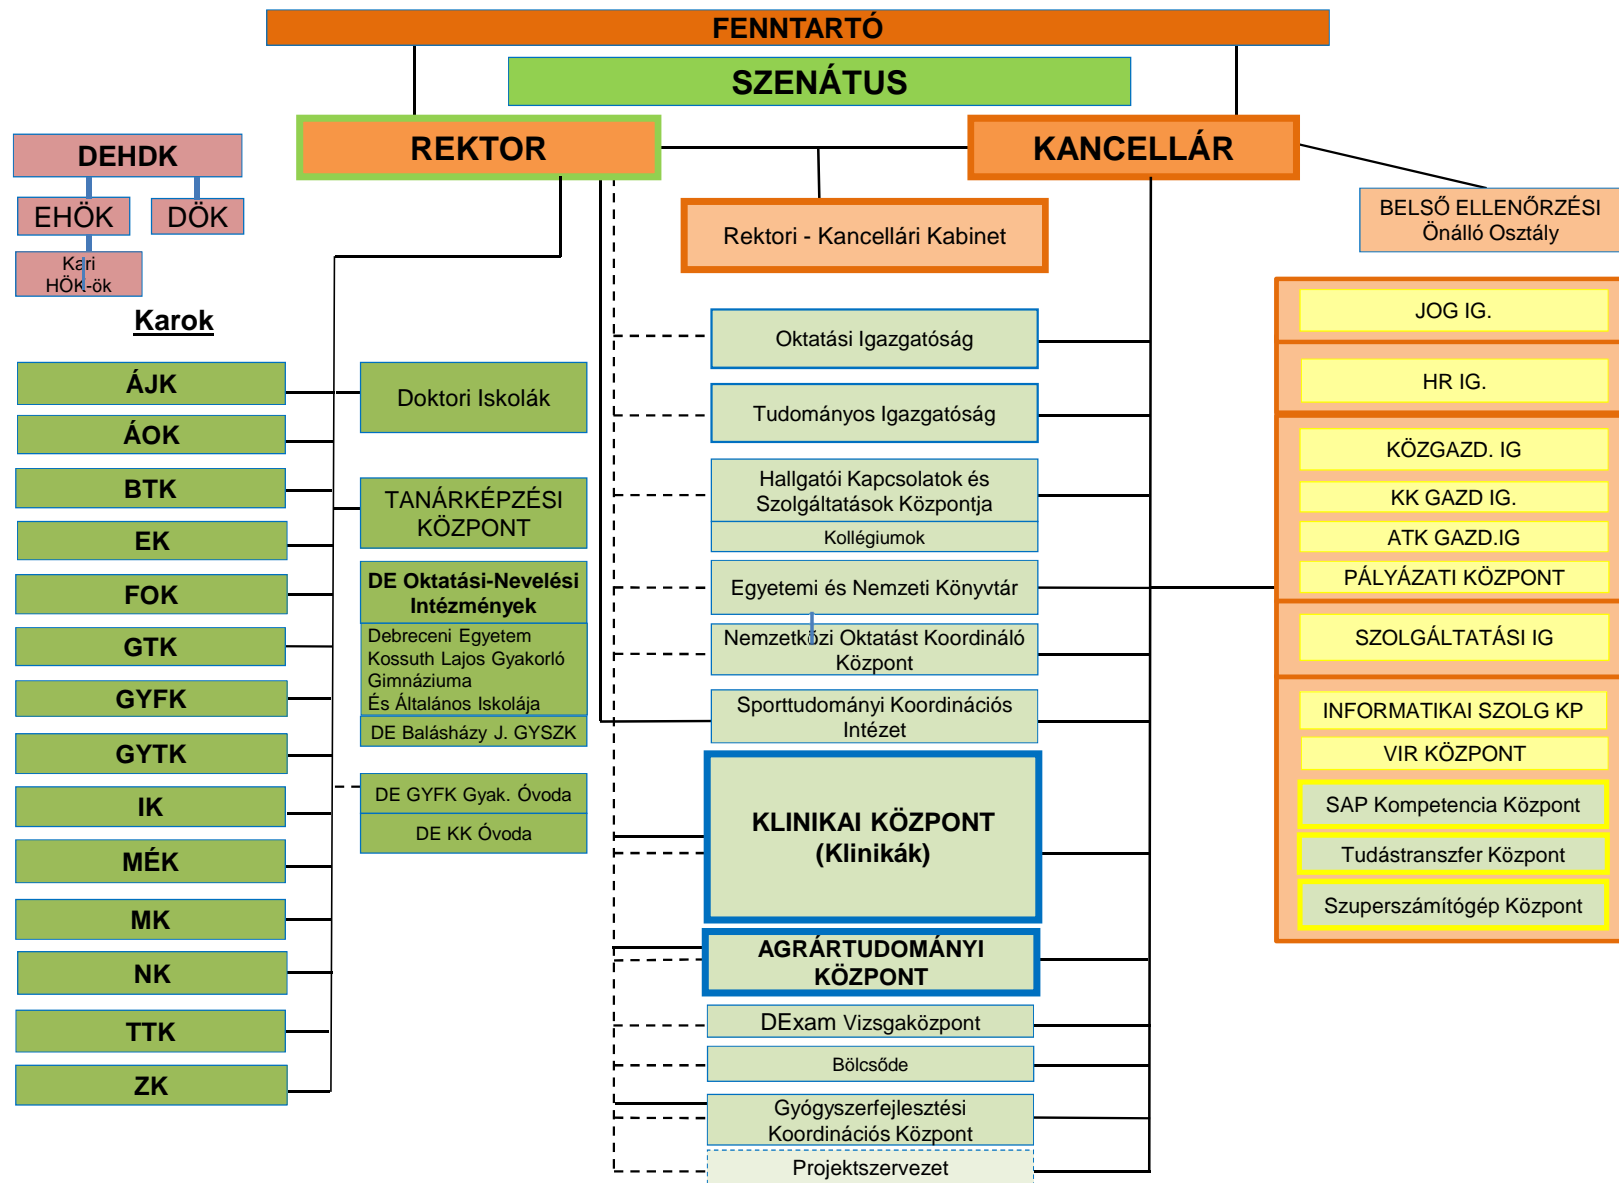 FENNTARTÓ
SZENÁTUS
REKTOR
KANCELLÁR
DEHDK
EHÖK
DÖK
Kari
HÖK-ök
Rektori - Kancellári Kabinet
BELSŐ ELLENŐRZÉSI
Önálló Osztály
Karok
ÁJK
ÁOK
BTK
EK
FOK
GTK
GYFK
GYTK
IK
MÉK
MK
NK
TTK
ZK
Doktori Iskolák
TANÁRKÉPZÉSI
KÖZPONT
DE Oktatási-Nevelési
Intézmények
Debreceni Egyetem
Kossuth Lajos Gyakorló
Gimnáziuma
És Általános Iskolája
DE Balásházy J. GYSZK
DE GYFK Gyak. Óvoda
DE KK Óvoda
Oktatási Igazgatóság
Tudományos Igazgatóság
Hallgatói Kapcsolatok és
Szolgáltatások Központja
Kollégiumok
Egyetemi és Nemzeti Könyvtár
Nemzetközi Oktatást Koordináló
Központ
Sporttudományi Koordinációs
Intézet
KLINIKAI KÖZPONT
(Klinikák)
AGRÁRTUDOMÁNYI
KÖZPONT
DExam Vizsgaközpont
Bölcsőde
Gyógyszerfejlesztési
Koordinációs Központ
Projektszervezet
JOG IG.
HR IG.
KÖZGAZD. IG
KK GAZD IG.
ATK GAZD.IG
PÁLYÁZATI KÖZPONT
SZOLGÁLTATÁSI IG
INFORMATIKAI SZOLG KP
VIR KÖZPONT
SAP Kompetencia Központ
Tudástranszfer Központ
Szuperszámítógép Központ